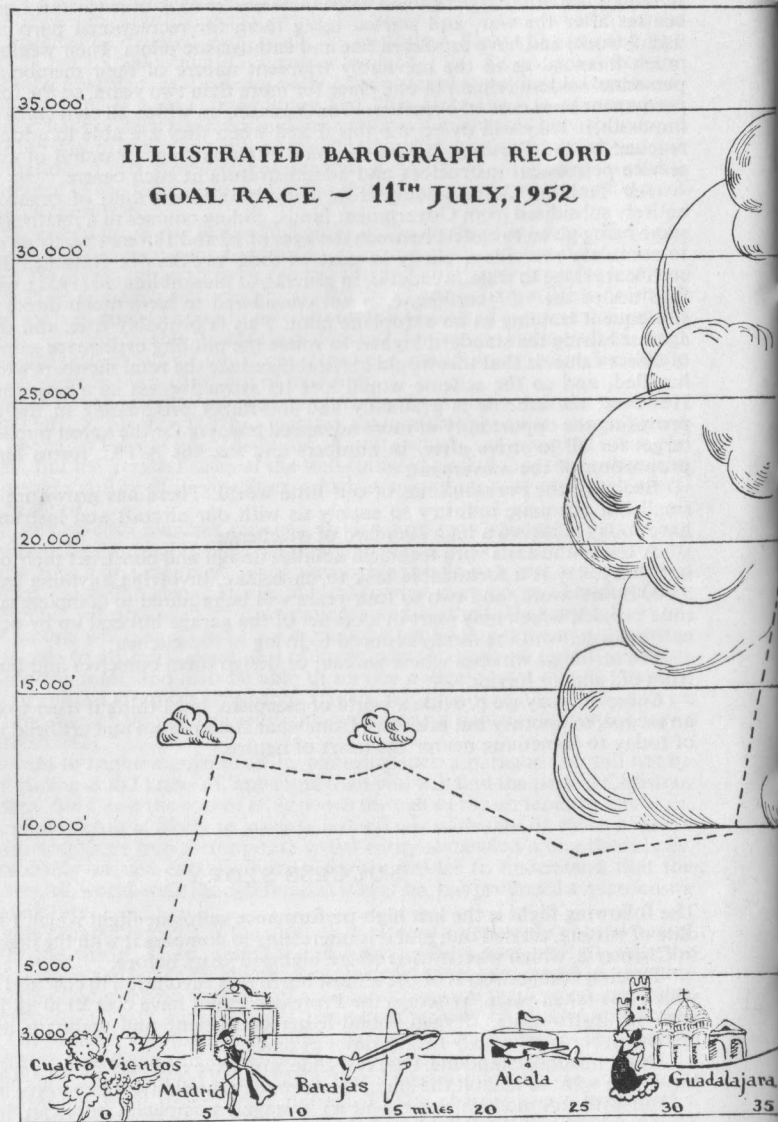 35,000'
ILLUSTRATED BAROGRAPH RECORD
GOAL RACE – 11TH JULY, 1952
30,000'
25,000'
20,000'
15,000'
10,000'
5,000'
3,000'
Cuatro Vientos
Madrid
Barajas
Alcala
Guadalajara
0 5 10 15 miles 20 25 30 35